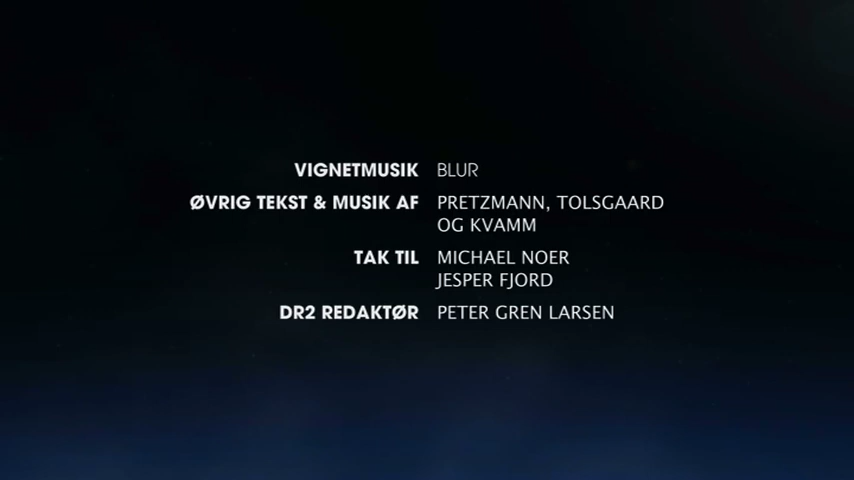 VIGNETMUSIK BLUR
ØVRIG TEKST & MUSIK AF PRETZMANN, TOLSGAARD
OG KVAMM
TAK TIL MICHAEL NOER
JESPER FJORD
DR2 REDAKTØR PETER GREN LARSEN